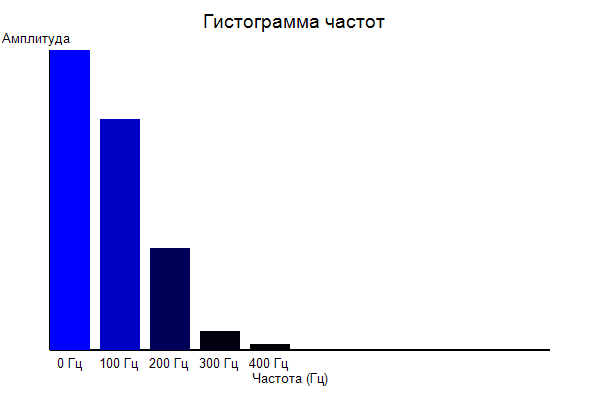 Гистограмма частот
Амплитуда
0 Гц 100 Гц 200 Гц 300 Гц 400 Гц
Частота (Гц)